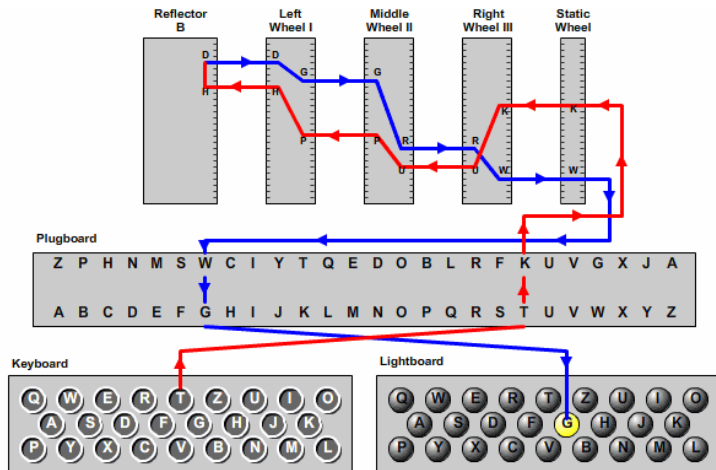 Reflector Left Middle Right Static
B Wheel I Wheel II Wheel III Wheel
D D
G G
H H
K K
P P R R
U U W W
Plugboard
Z P H N M S W C I Y T Q E D O B L R F K U V G X J A
A B C D E F G H I J K L M N O P Q R S T U V W X Y Z
Keyboard Lightboard
Q W E R T Z U I O Q W E R T Z U I O
A S D F G H J K A S D F G H J K
P Y X C V B N M L P Y X C V B N M L